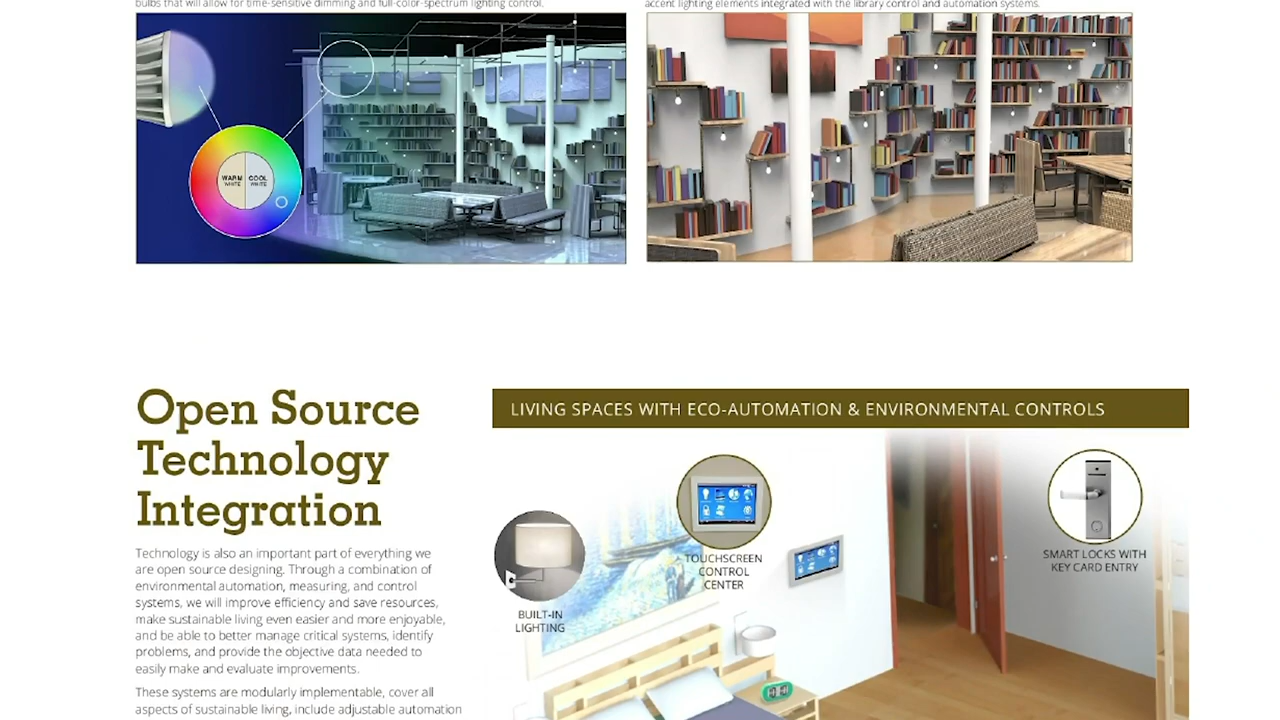 bulbs that will allow for time-sensitive dimming and full-color-spectrum lighting control.
accent lighting elements integrated with the library control and automation systems.
WARM WHITE
COOL WHITE
Open Source
Technology
Integration
Technology is also an important part of everything we
are open source designing. Through a combination of
environmental automation, measuring, and control
systems, we will improve efficiency and save resources,
make sustainable living even easier and more enjoyable,
and be able to better manage critical systems, identify
problems, and provide the objective data needed to
easily make and evaluate improvements.
These systems are modularly implementable, cover all
aspects of sustainable living, include adjustable automation
LIVING SPACES WITH ECO-AUTOMATION & ENVIRONMENTAL CONTROLS
BUILT-IN
LIGHTING
TOUCHSCREEN
CONTROL
CENTER
SMART LOCKS WITH
KEY CARD ENTRY